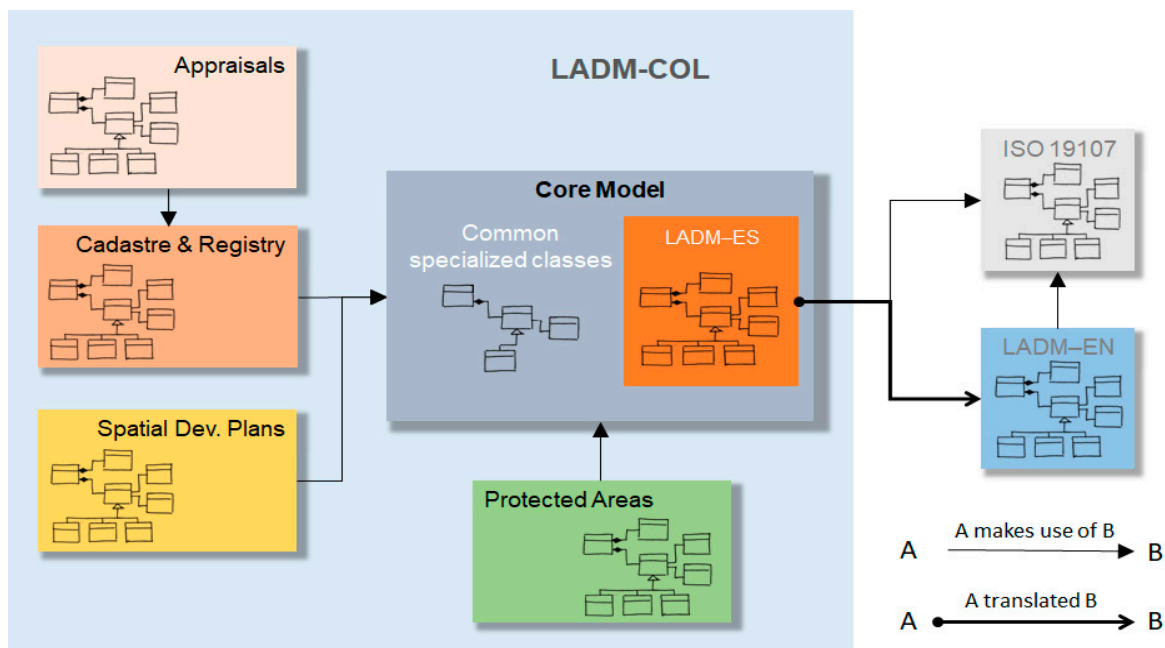 LADM-COL
Appraisals
Cadastre & Registry
Spatial Dev. Plans
Core Model
Common
specialized classes
LADM–ES
Protected Areas
ISO 19107
LADM–EN
A makes use of B
A B
A translated B
A B